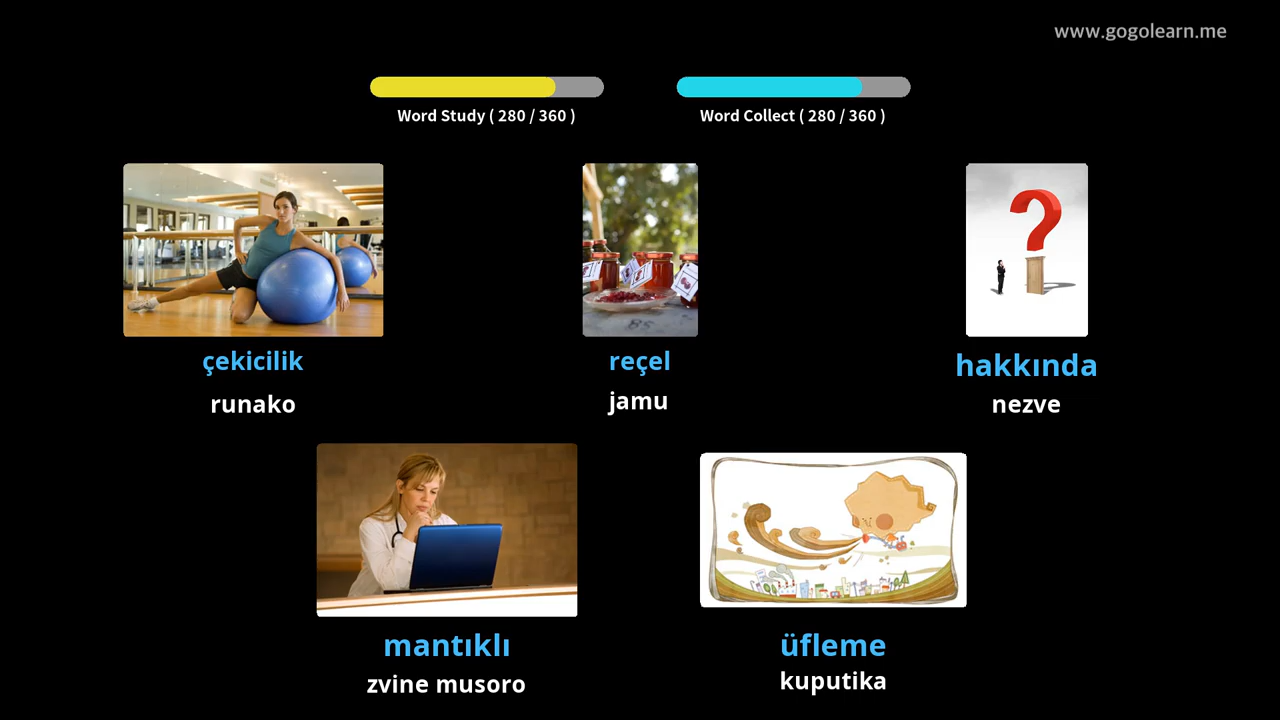 www.gogolearn.me
Word Study ( 280 / 360 )
Word Collect ( 280 / 360 )
çekicilik
runako
reçel
jamu
hakkında
nezve
mantıklı
zvine musoro
üfleme
kuputika